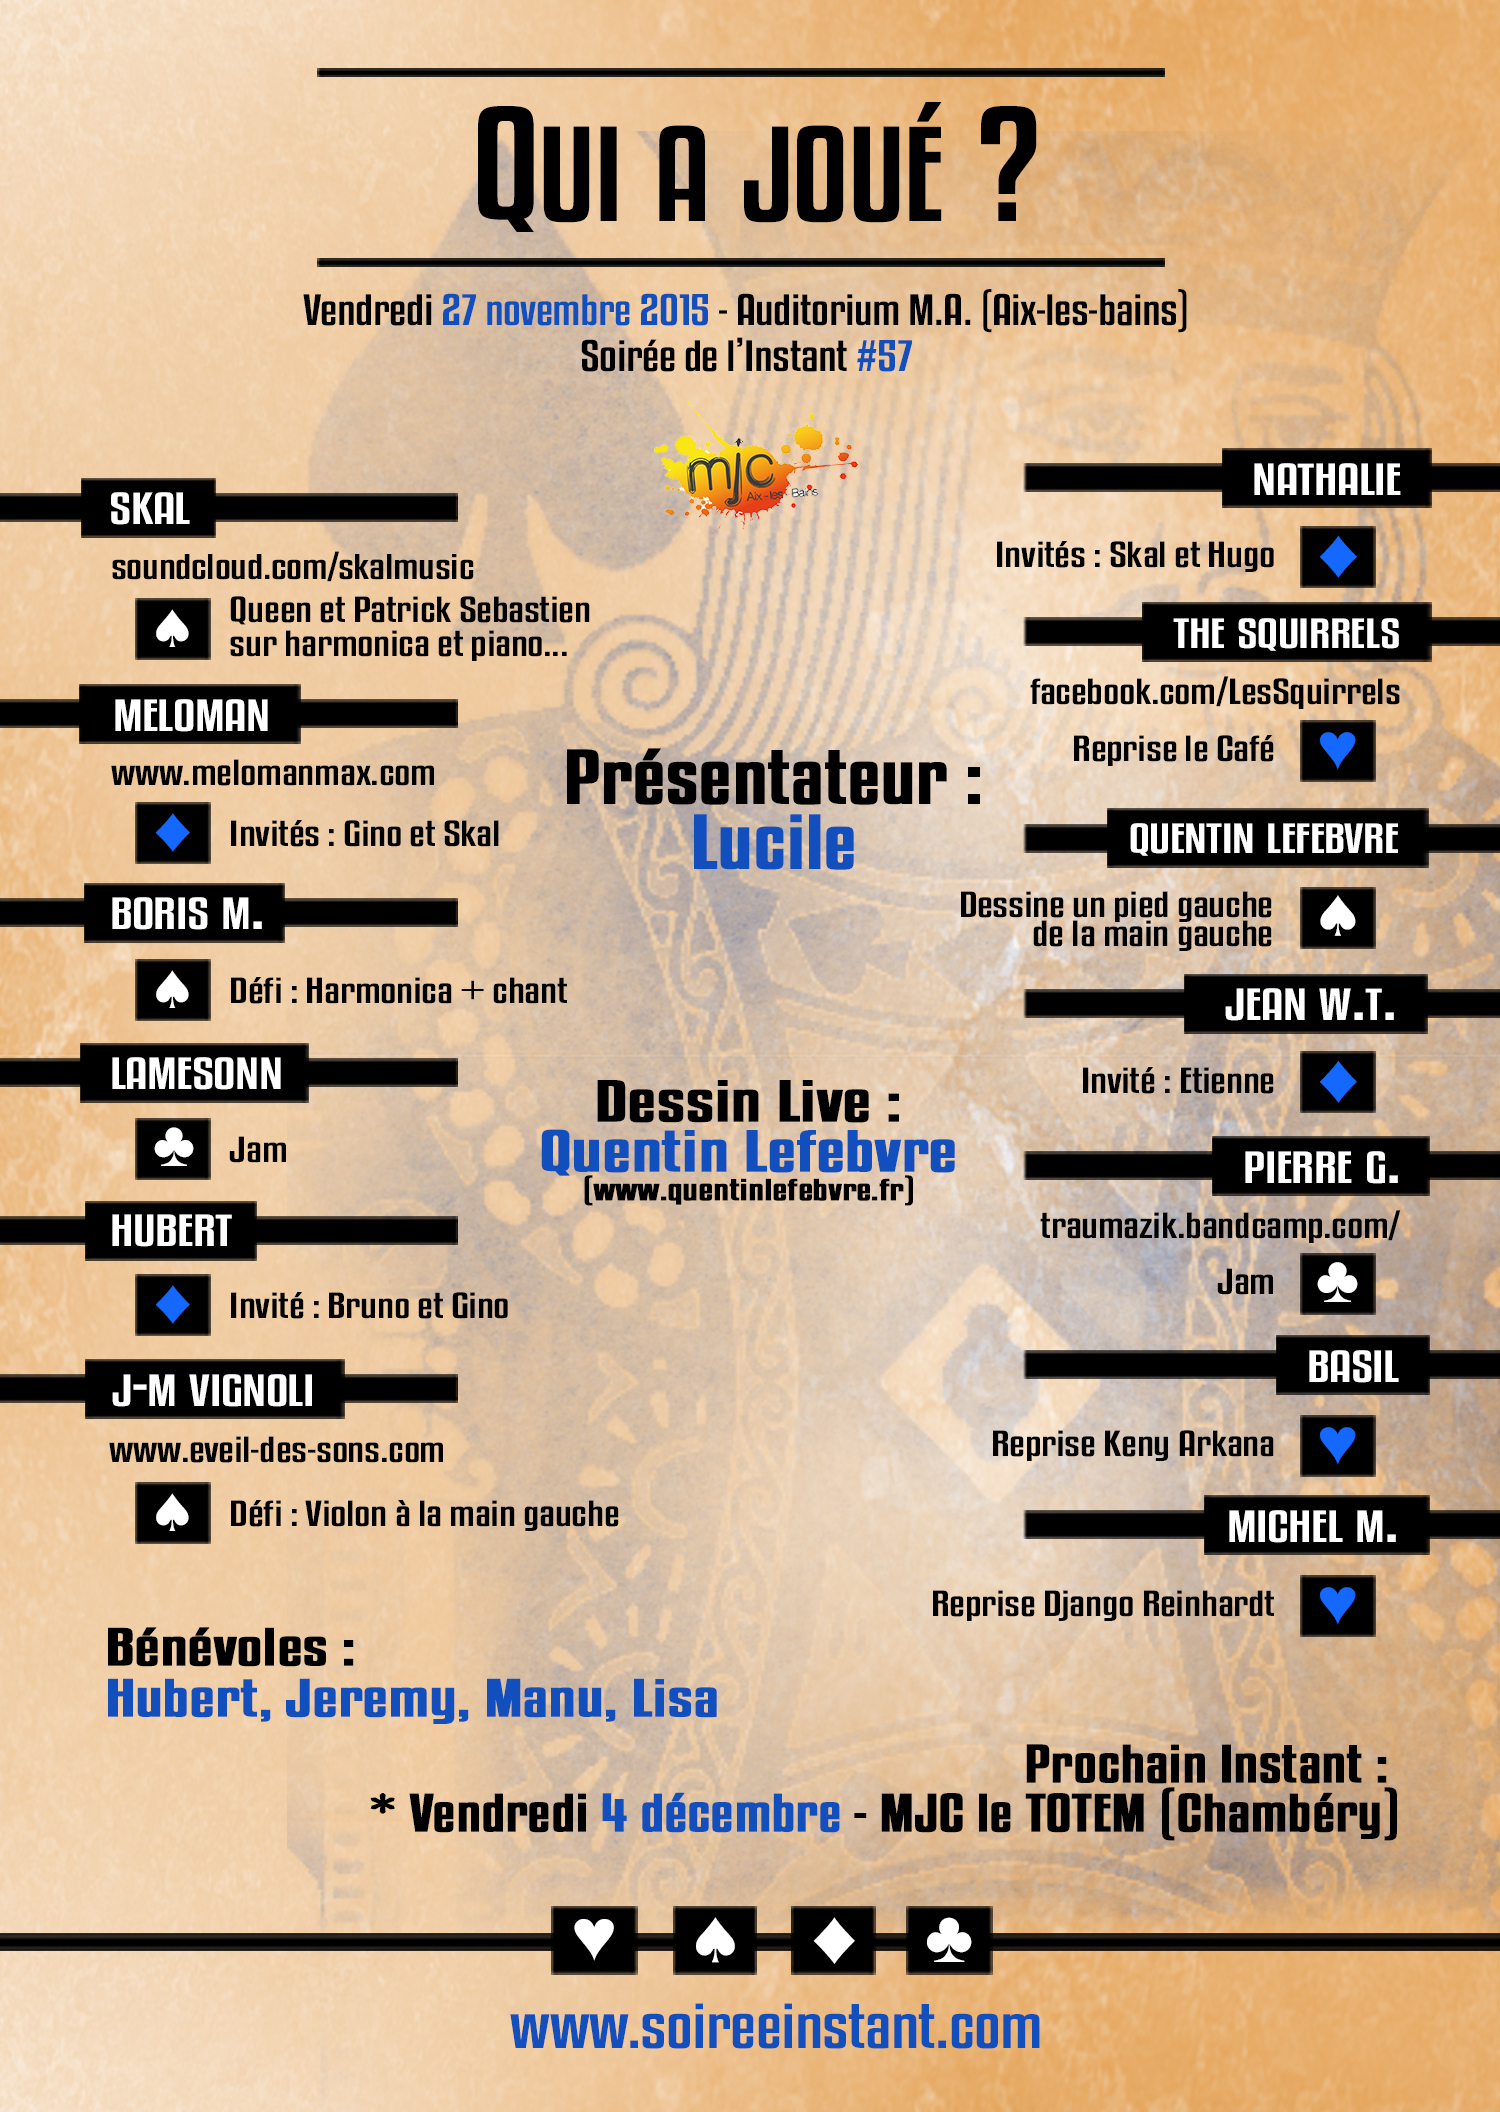 Qui a joué ?
Vendredi 27 novembre 2015 - Auditorium M.A. (Aix-les-bains)
Soirée de l'Instant #57
mjc
Aix-les-Bains
SKAL
soundcloud.com/skalmusic
Queen et Patrick Sebastien
sur harmonica et piano...
MELOMAN
www.melomanmax.com
Invités : Gino et Skal
BORIS M.
Défi : Harmonica + chant
LAMESONN
Jam
HUBERT
Invité : Bruno et Gino
J-M VIGNOLI
www.eveil-des-sons.com
Défi : Violon à la main gauche
Présentateur :
Lucile
Dessin Live :
Quentin Lefebvre
(www.quentinlefebvre.fr)
NATHALIE
Invités : Skal et Hugo
THE SQUIRRELS
facebook.com/LesSquirrels
Reprise le Café
QUENTIN LEFEBVRE
Dessine un pied gauche
de la main gauche
JEAN W.T.
Invité : Etienne
PIERRE G.
traumazik.bandcamp.com/
Jam
BASIL
Reprise Keny Arkana
MICHEL M.
Reprise Django Reinhardt
Bénévoles :
Hubert, Jeremy, Manu, Lisa
Prochain Instant :
* Vendredi 4 décembre - MJC le TOTEM (Chambéry)
www.soireeinstant.com